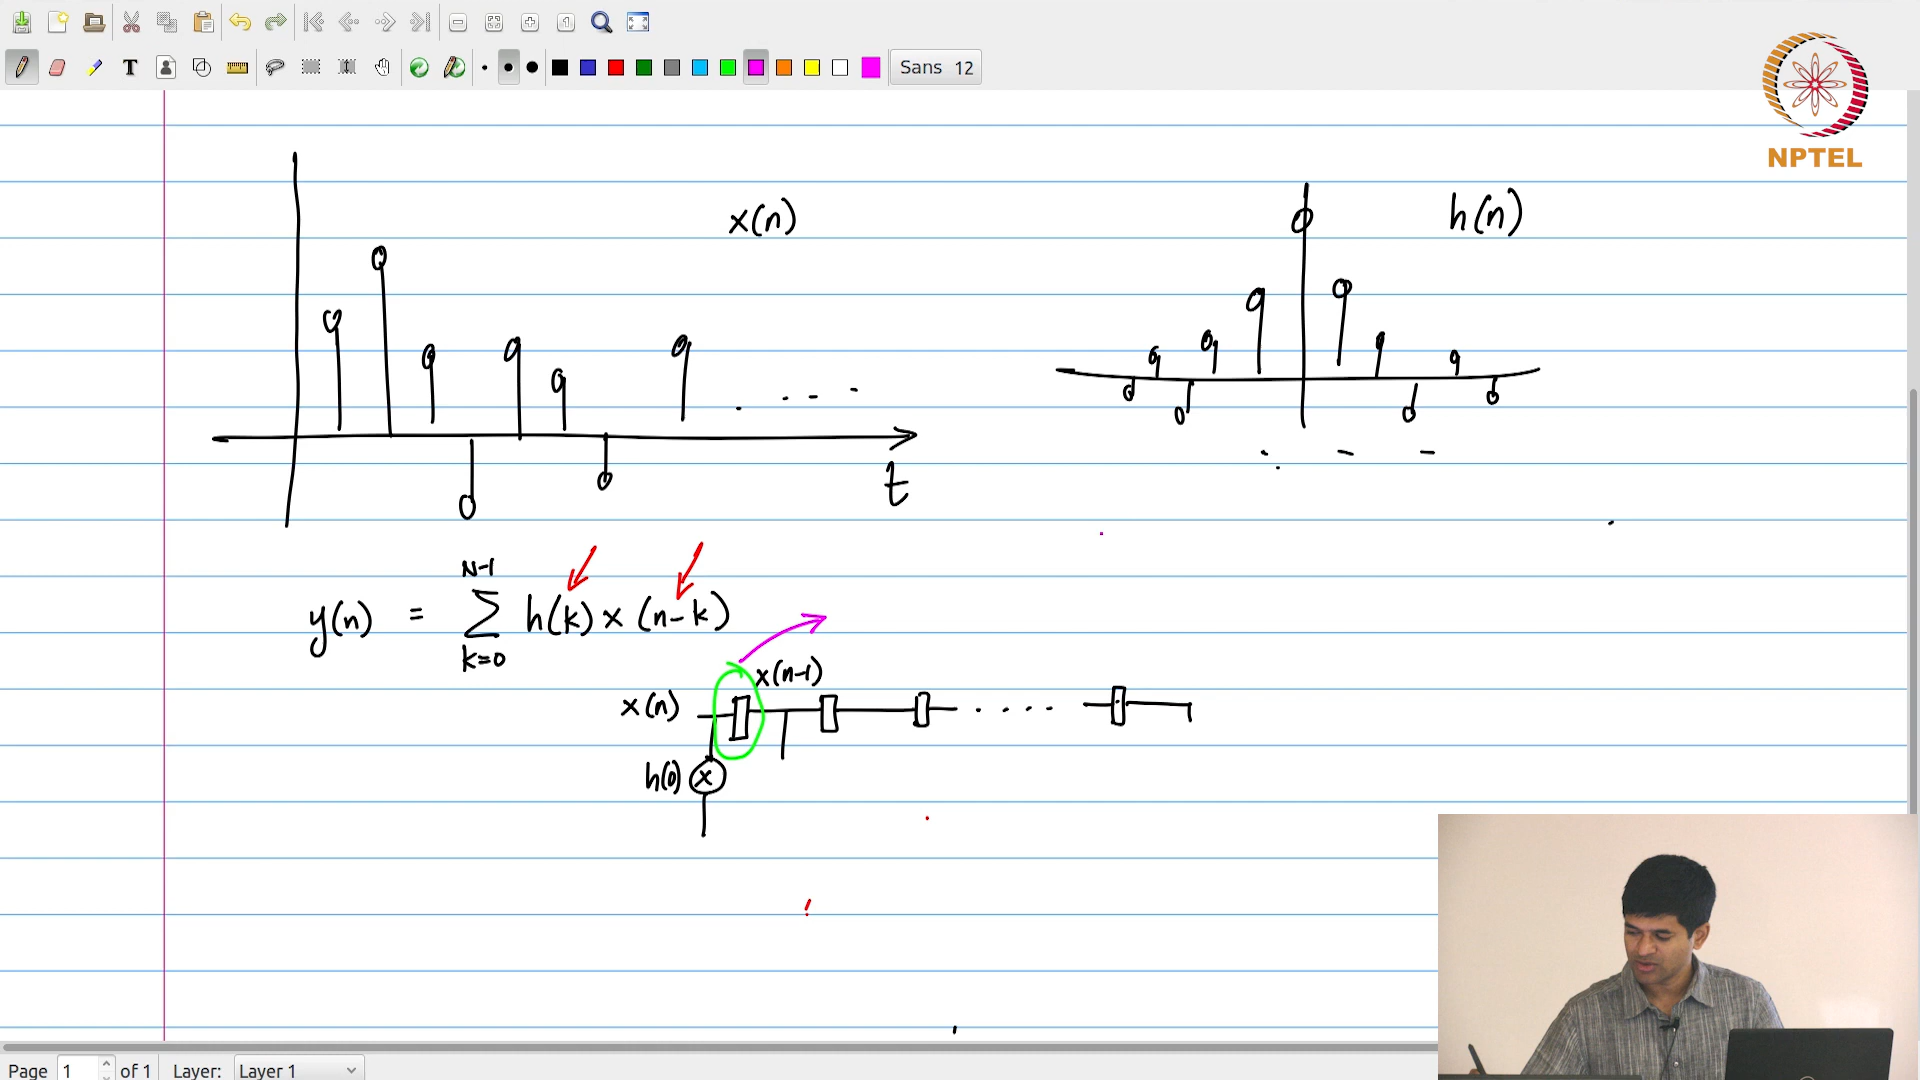 Sans 12
NPTEL
x(n)
h(n)
t
y(n) = N-1 ∑ k=0 h(k) x (n-k)
x(n-1)
x(n)
h(0) x
Page 1 of 1 Layer: Layer 1